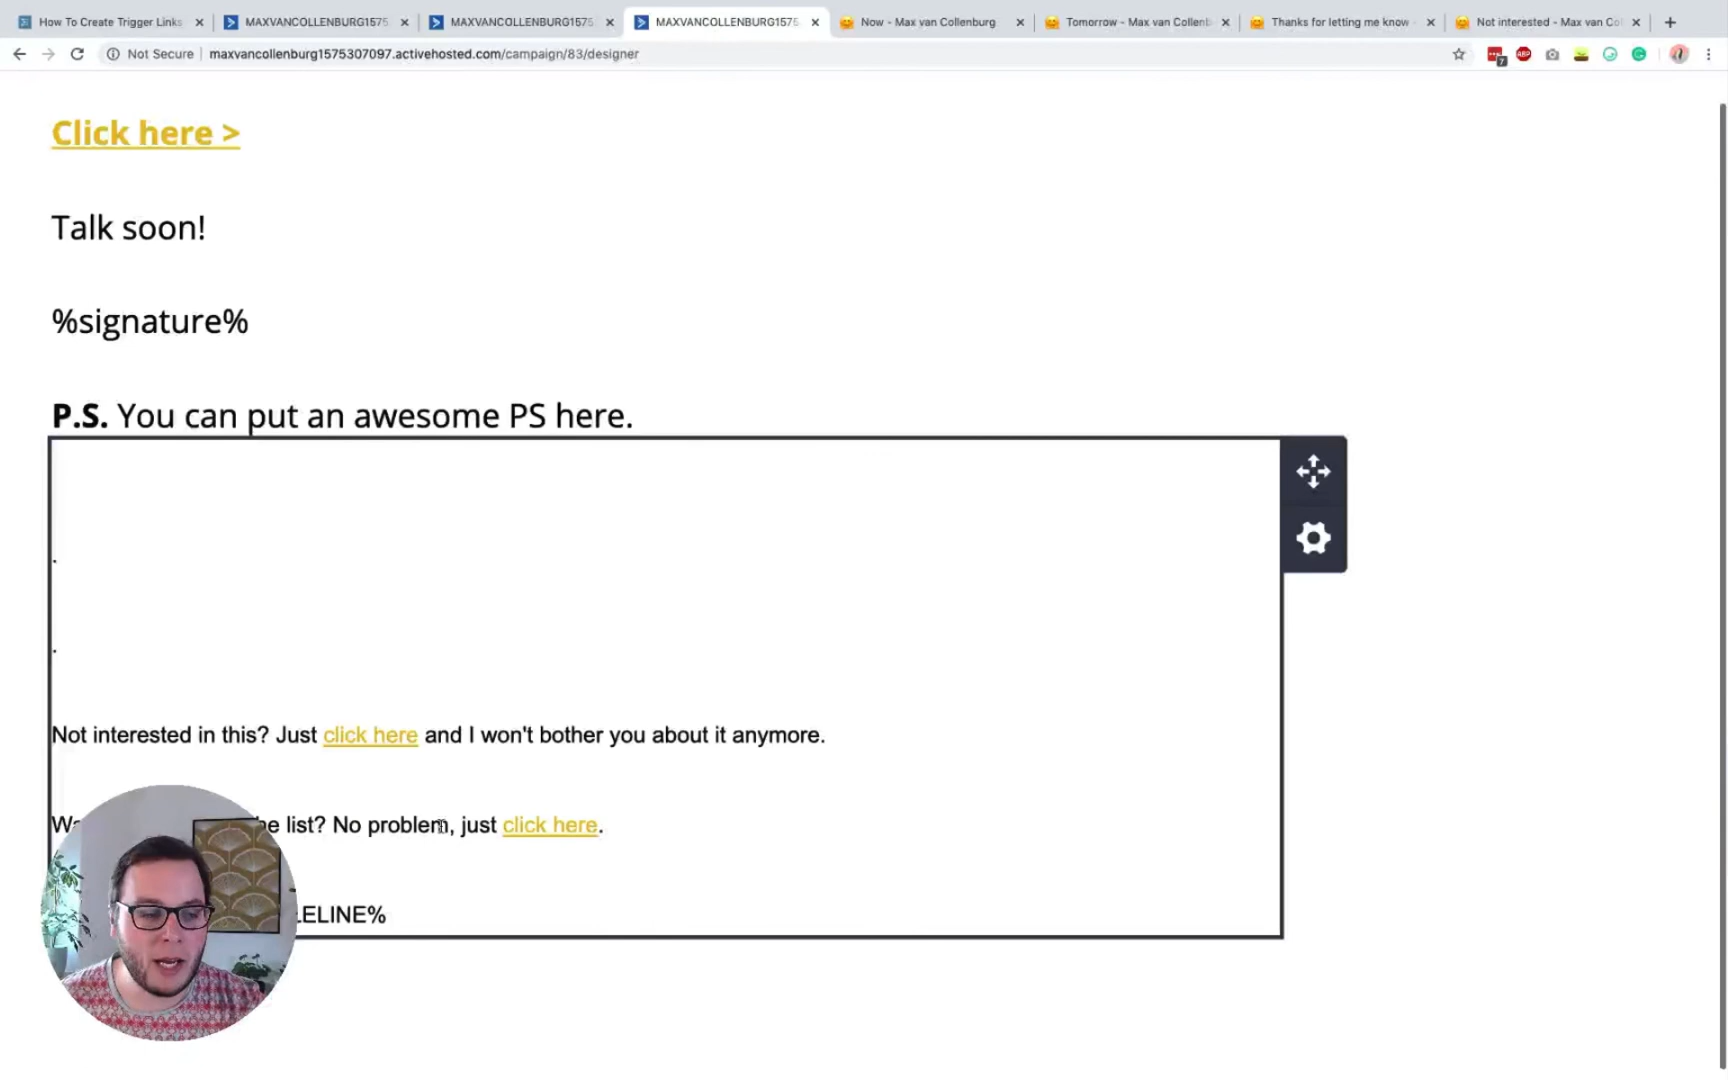 How To Create Trigger Links
MAXVANCOLLENBURG1575
MAXVANCOLLENBURG1575
MAXVANCOLLENBURG1575
Now - Max van Collenburg
Tomorrow - Max van Collenb
Thanks for letting me know -
Not interested - Max van Co
Not Secure
maxvancollenburg1575307097.activehosted.com/campaign/83/designer
7
ABP
Click here >
Talk soon!
%signature%
P.S. You can put an awesome PS here.
.
.
Not interested in this? Just click here and I won't bother you about it anymore.
list? No problem, just click here.
ELINE%